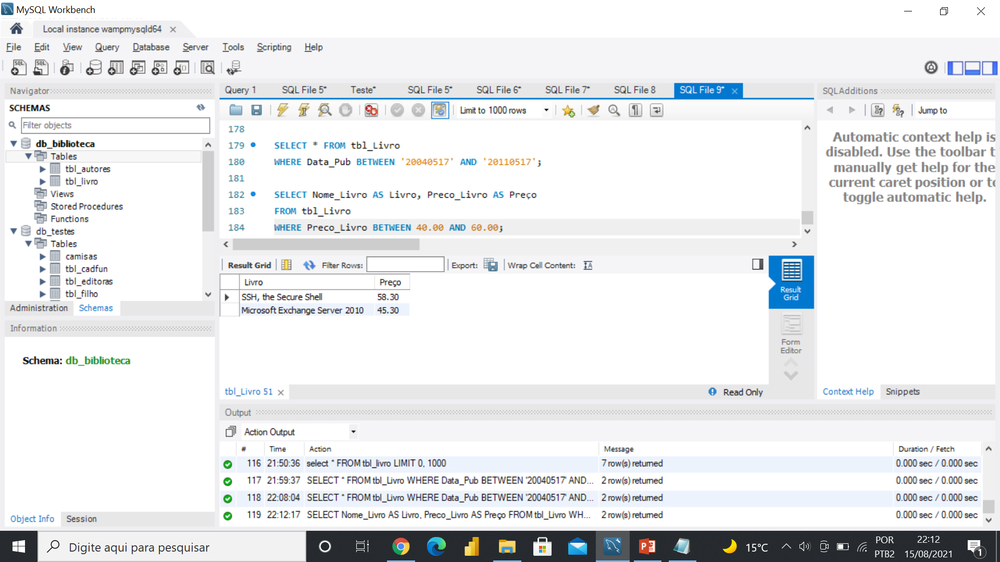 MySQL Workbench
Local instance wampmysqld64
File Edit View Query Database Server Tools Scripting Help
Navigator
SCHEMAS
Filter objects
db_biblioteca
Tables
tbl_autores
tbl_livro
Views
Stored Procedures
Functions
db_testes
Tables
camisas
tbl_cadfun
tbl_editoras
tbl_filho
Administration Schemas
Information
Schema: db_biblioteca
Object Info Session
Query 1 SQL File 5* Teste* SQL File 5* SQL File 6* SQL File 7* SQL File 8 SQL File 9*
Limit to 1000 rows
178
179 SELECT * FROM tbl_Livro
180 WHERE Data_Pub BETWEEN '20040517' AND '20110517';
181
182 SELECT Nome_Livro AS Livro, Preco_Livro AS Preço
183 FROM tbl_Livro
184 WHERE Preco_Livro BETWEEN 40.00 AND 60.00;
Result Grid Filter Rows: Export: Wrap Cell Content:
Livro Preço
SSH, the Secure Shell 58.30
Microsoft Exchange Server 2010 45.30
Result
Grid
Form
Editor
tbl_Livro 51
Read Only
SQLAdditions
Jump to
Automatic context help is
disabled. Use the toolbar t
manually get help for the
current caret position or to
toggle automatic help.
Context Help Snippets
Output
Action Output
# Time Action Message Duration / Fetch
116 21:50:36 select * FROM tbl_livro LIMIT 0, 1000 7 row(s) returned 0.000 sec / 0.000 sec
117 21:59:37 SELECT * FROM tbl_Livro WHERE Data_Pub BETWEEN '20040517' AND... 2 row(s) returned 0.000 sec / 0.000 sec
118 22:08:04 SELECT * FROM tbl_Livro WHERE Data_Pub BETWEEN '20040517' AND... 2 row(s) returned 0.000 sec / 0.000 sec
119 22:12:17 SELECT Nome_Livro AS Livro, Preco_Livro AS Preço FROM tbl_Livro WH... 2 row(s) returned 0.000 sec / 0.000 sec
Digite aqui para pesquisar
15°C
POR
PTB2
22:12
15/08/2021
1